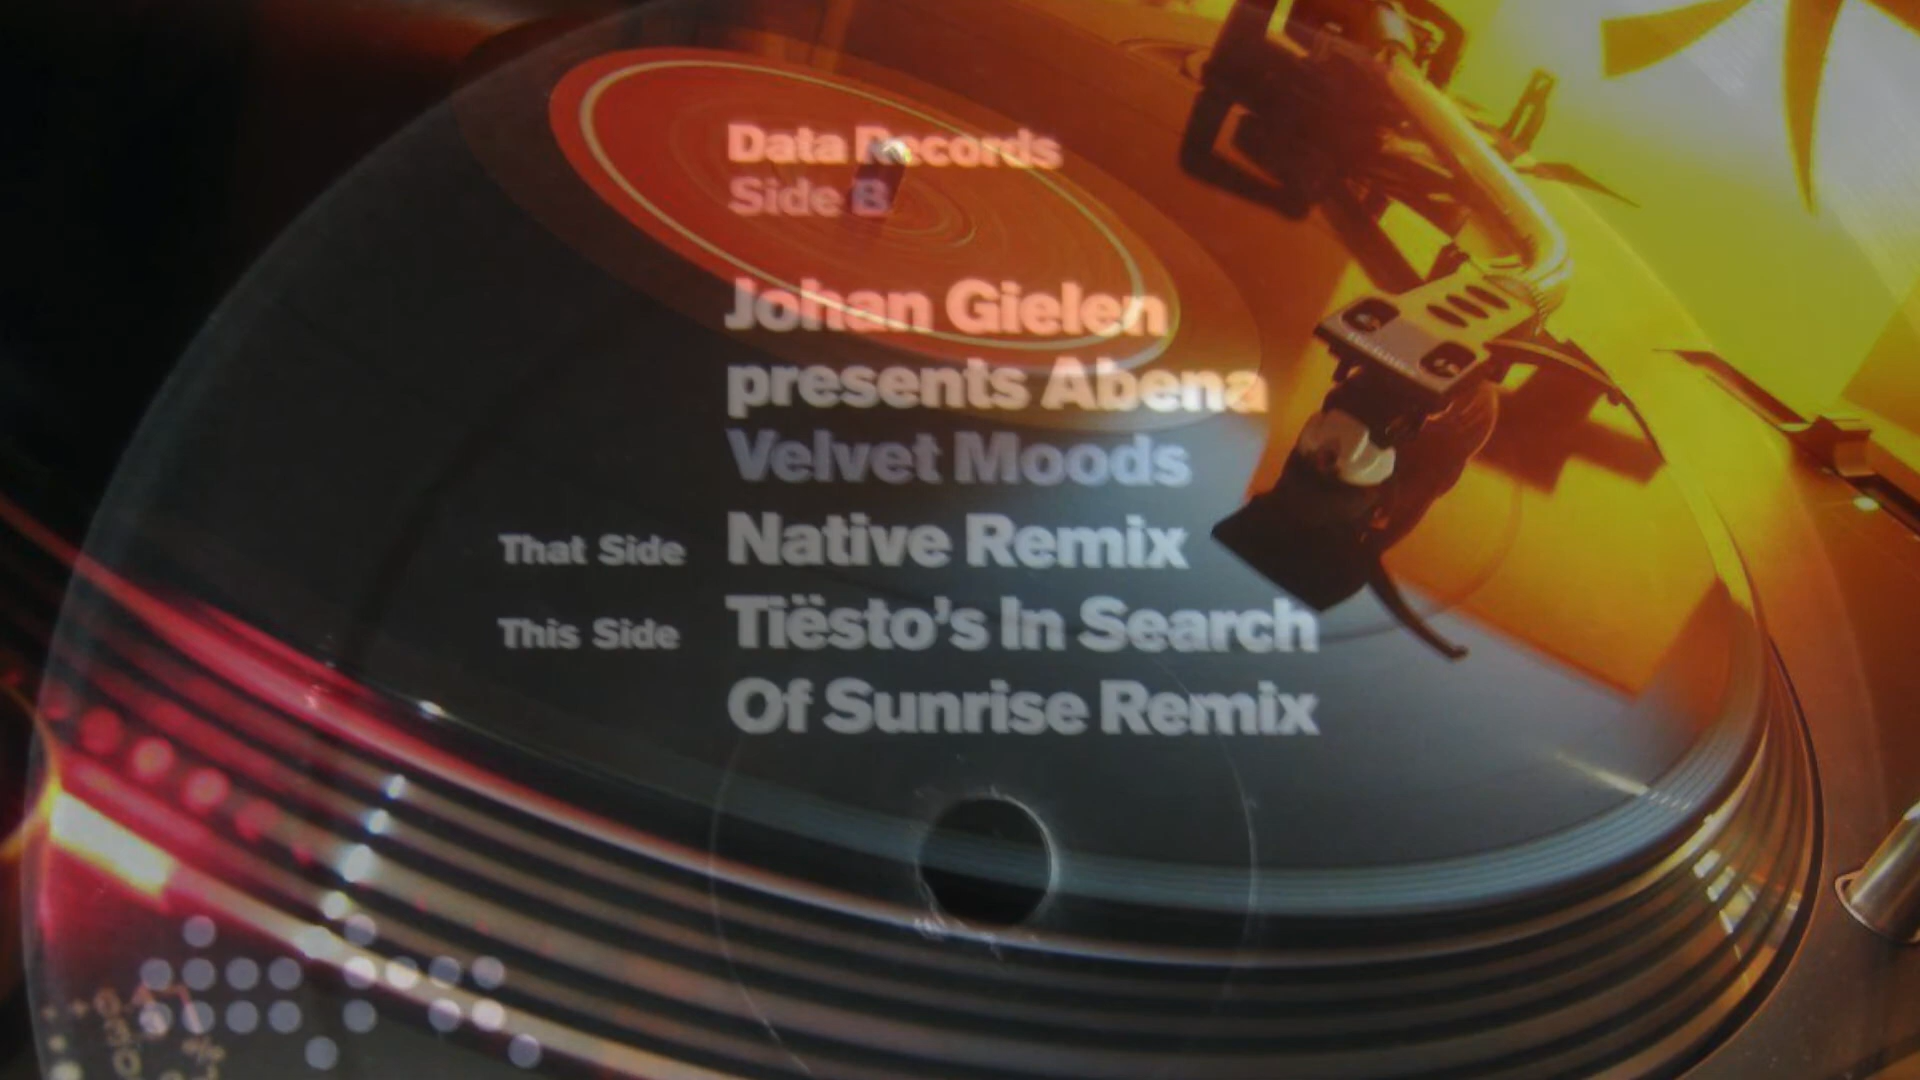 Data Records
Side B
Johan Gielen
presents Abena
Velvet Moods
That Side Native Remix
This Side Tiësto's In Search
Of Sunrise Remix